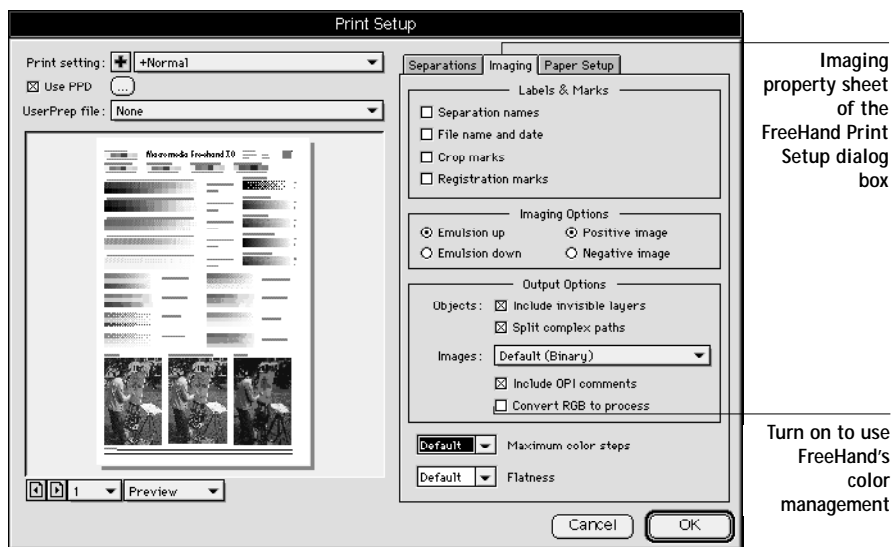 Print Setup
Print setting: +Normal
Use PPD ...
UserPrep file: None
Macromedia FreeHand 7.0
1 Preview
Separations Imaging Paper Setup
Labels & Marks
Separation names
File name and date
Crop marks
Registration marks
Imaging Options
Emulsion up Positive image
Emulsion down Negative image
Output Options
Objects: Include invisible layers
Split complex paths
Images: Default (Binary)
Include OPI comments
Convert RGB to process
Default Maximum color steps
Default Flatness
Cancel OK
Imaging
property sheet
of the
FreeHand Print
Setup dialog
box
Turn on to use
FreeHand's
color
management